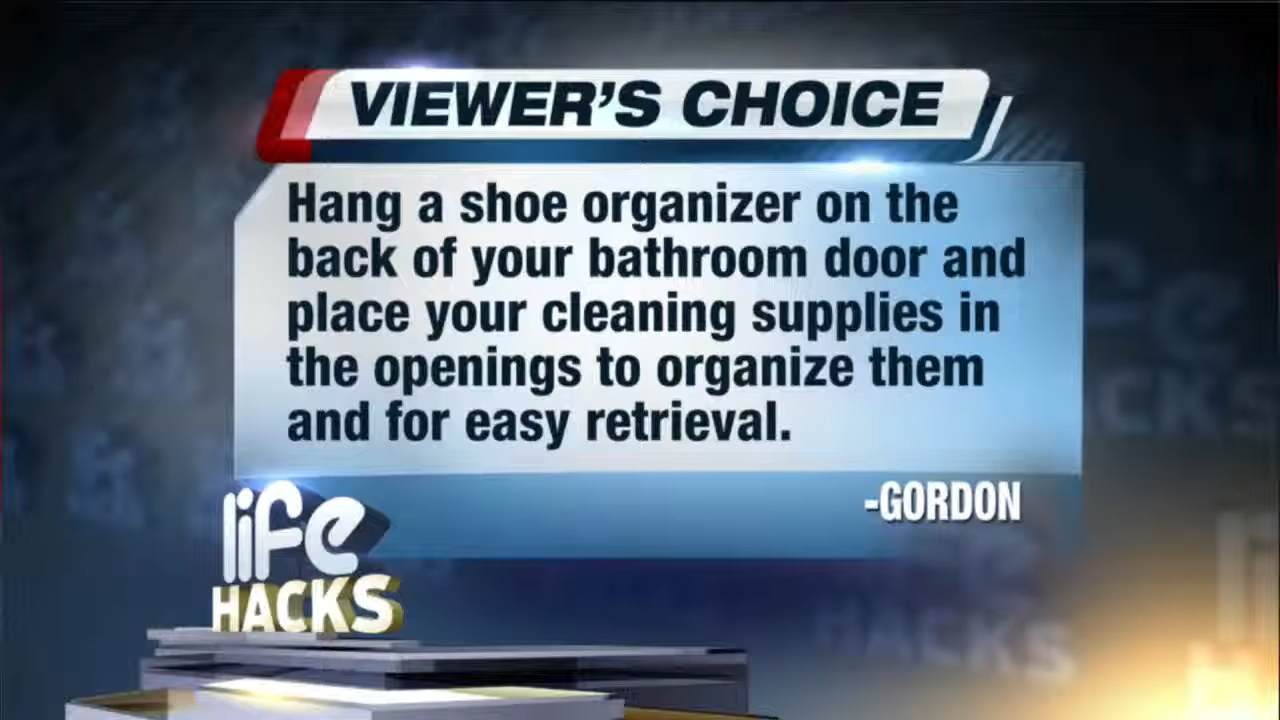 VIEWER'S CHOICE
Hang a shoe organizer on the
back of your bathroom door and
place your cleaning supplies in
the openings to organize them
and for easy retrieval.
-GORDON
life
HACKS
HACKS